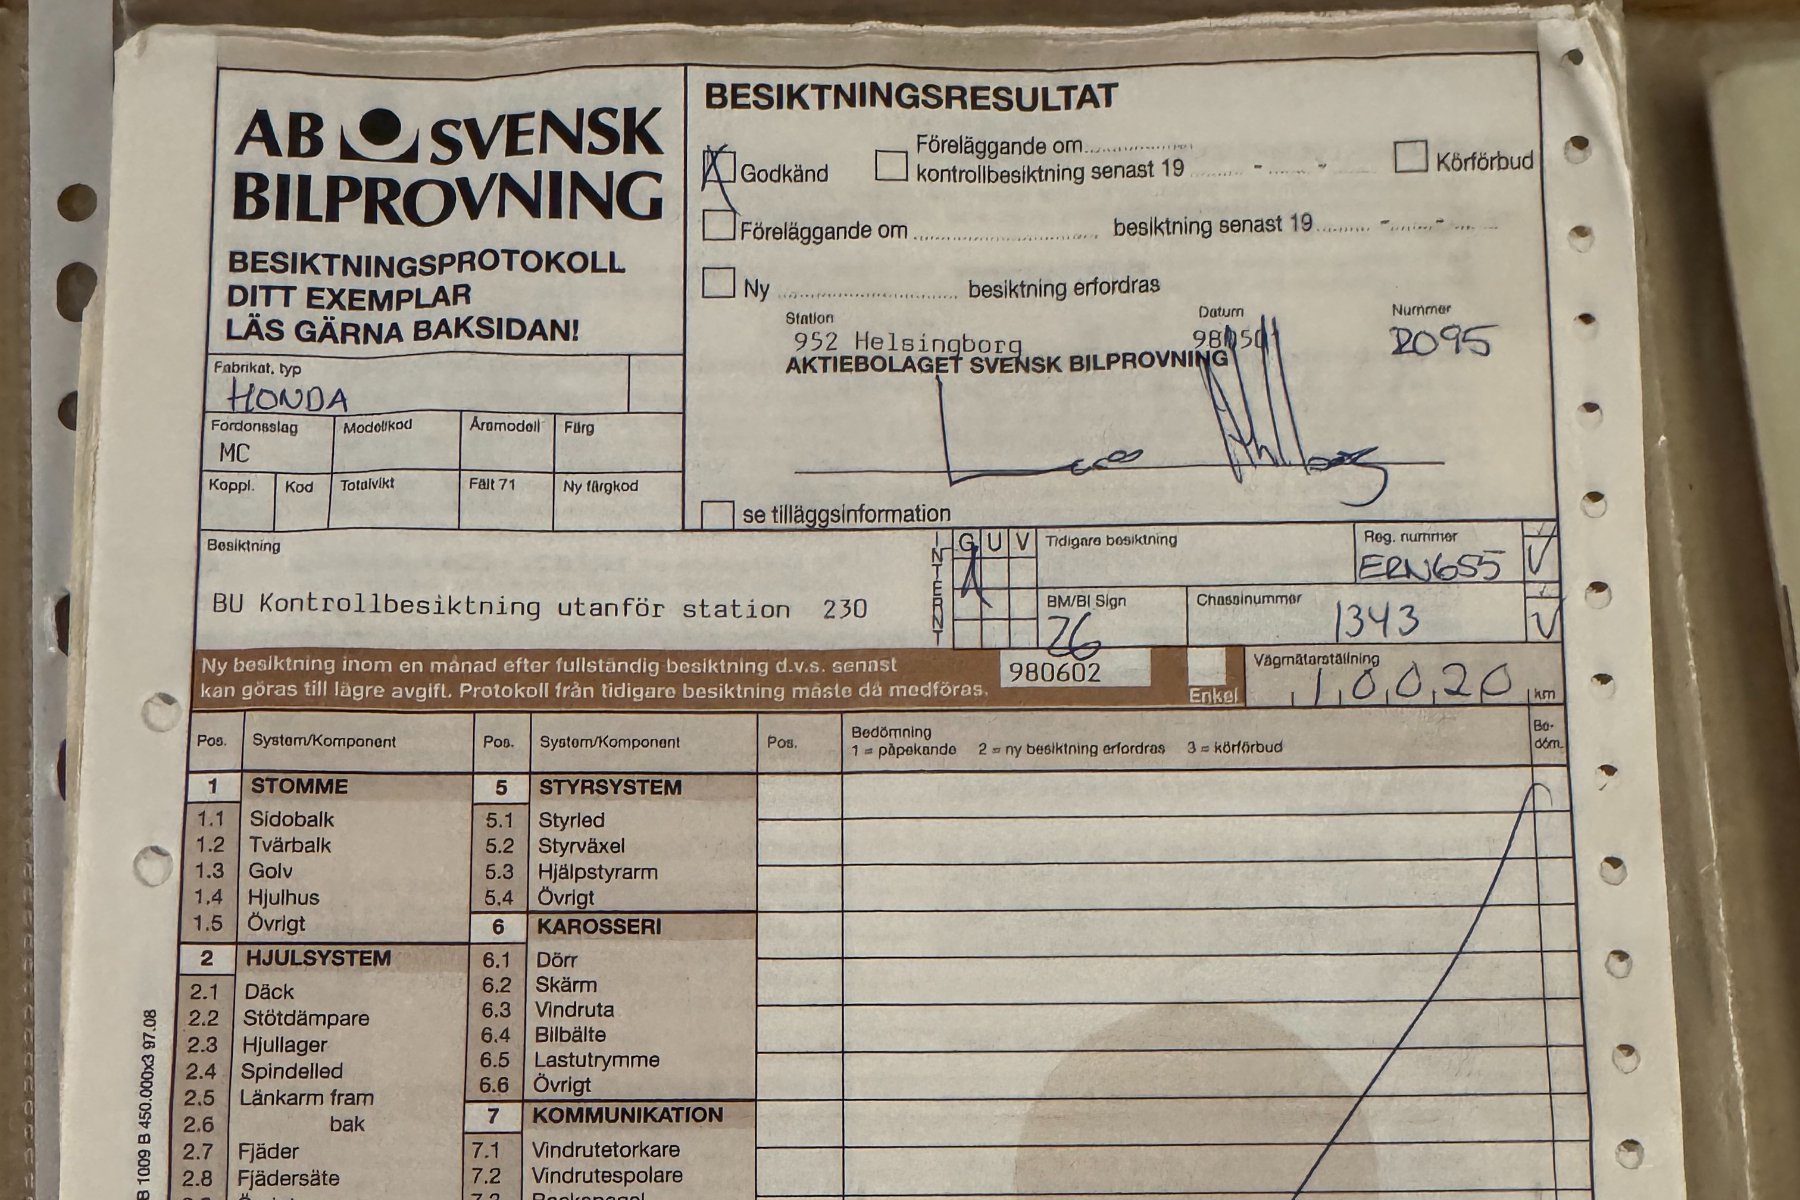 AB SVENSK
BILPROVNING
BESIKTNINGSPROTOKOLL
DITT EXEMPLAR
LÄS GÄRNA BAKSIDAN!
BESIKTNINGSRESULTAT
Godkänd
Föreläggande om
kontrollbesiktning senast 19 - -
Körförbud
Föreläggande om besiktning senast 19 - -
Ny besiktning erfordras
Station Datum Nummer
952 Helsingborg 980501 2095
AKTIEBOLAGET SVENSK BILPROVNING
se tilläggsinformation
Fabrikat, typ
HONDA
Fordonsslag Modellkod Årsmodell Färg
MC
Koppl. Kod Totalvikt Fält 71 Ny färgkod
Besiktning
BU Kontrollbesiktning utanför station 230
INTERNT
G U V
Tidigare besiktning
Reg. nummer
ERN655
BM/BI Sign
26
Chassinummer
1343
Ny besiktning inom en månad efter fullständig besiktning d.v.s. senast 980602
kan göras till lägre avgift. Protokoll från tidigare besiktning måste då medföras.
Enkel
Vägmätarställning
10020 km
Pos. System/Komponent Pos. System/Komponent Pos. Bedömning
1 = påpekande 2 = ny besiktning erfordras 3 = körförbud
Be-
döm.
1 STOMME
1.1 Sidobalk
1.2 Tvärbalk
1.3 Golv
1.4 Hjulhus
1.5 Övrigt
2 HJULSYSTEM
2.1 Däck
2.2 Stötdämpare
2.3 Hjullager
2.4 Spindelled
2.5 Länkarm fram
2.6 bak
2.7 Fjäder
2.8 Fjädersäte
5 STYRSYSTEM
5.1 Styrled
5.2 Styrväxel
5.3 Hjälpstyrarm
5.4 Övrigt
6 KAROSSERI
6.1 Dörr
6.2 Skärm
6.3 Vindruta
6.4 Bilbälte
6.5 Lastutrymme
6.6 Övrigt
7 KOMMUNIKATION
7.1 Vindrutetorkare
7.2 Vindrutespolare
B 1009 B 450.000x3 97.08